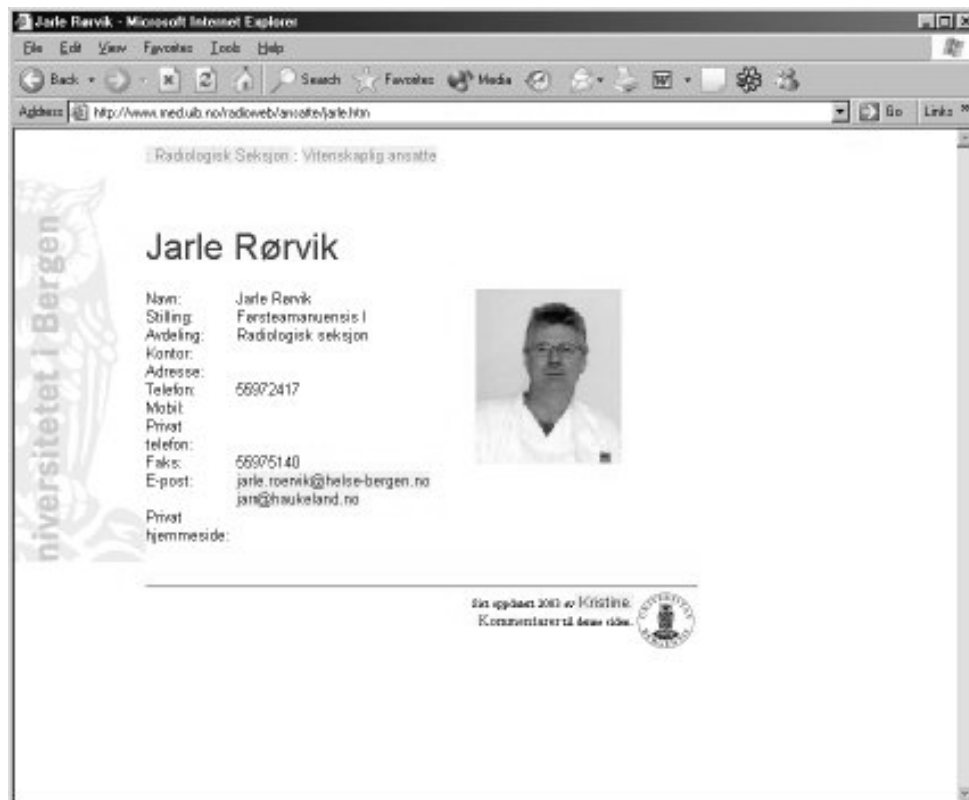 Jarle Rørvik - Microsoft Internet Explorer
File Edit View Favorites Tools Help
Back Search Favorites Media
Address http://www.med.uib.no/radioweb/ansatte/jarle.htm Go Links »
: Radiologisk Seksjon : Vitenskaplig ansatte
niversitetet i Bergen
Jarle Rørvik
Navn: Jarle Rørvik
Stilling: Førsteamanuensis I
Avdeling: Radiologisk seksjon
Kontor:
Adresse:
Telefon: 55972417
Mobil:
Privat
telefon:
Faks: 55975140
E-post: jarle.roervik@helse-bergen.no
@haukeland.no
Privat
hjemmeside:
Sist oppdatert 2003 av Kristine.
Kommentarer til denne siden.
UNIVERSITAS
BERGENSIS